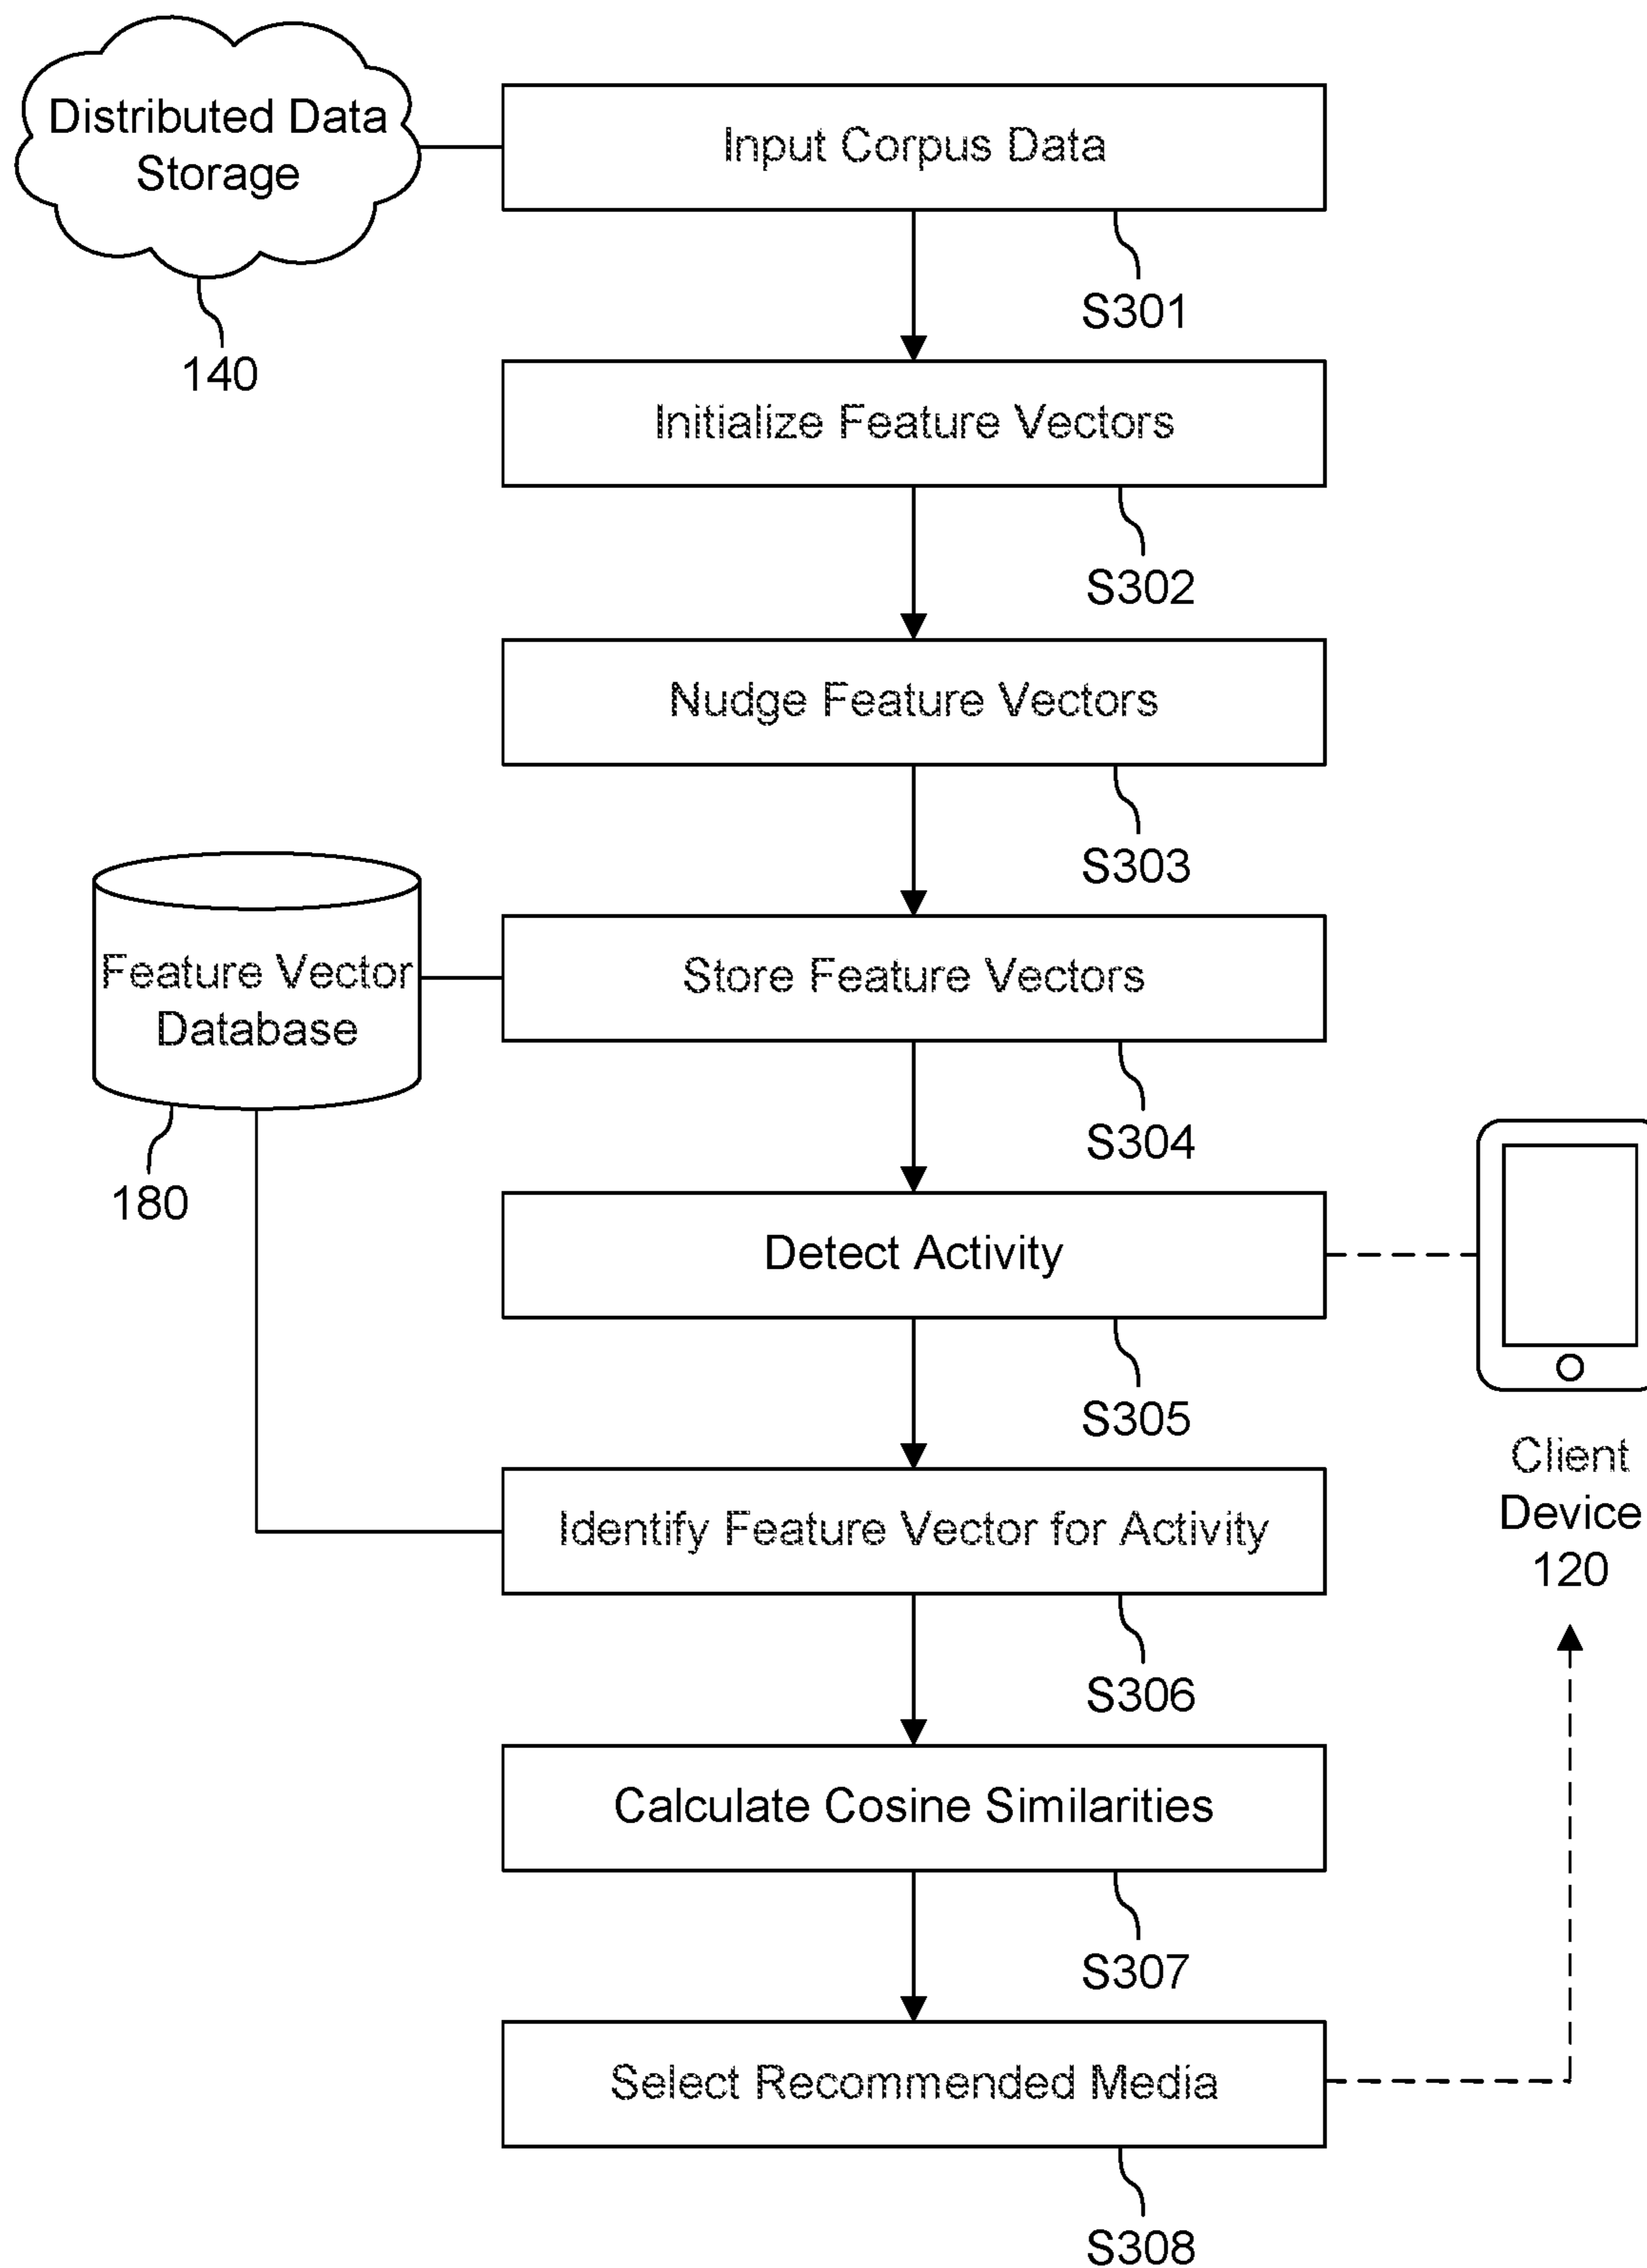 Distributed Data
Storage
140
Input Corpus Data
S301
Initialize Feature Vectors
S302
Nudge Feature Vectors
S303
Feature Vector
Database
180
Store Feature Vectors
S304
Detect Activity
S305
Client
Device
120
Identify Feature Vector for Activity
S306
Calculate Cosine Similarities
S307
Select Recommended Media
S308